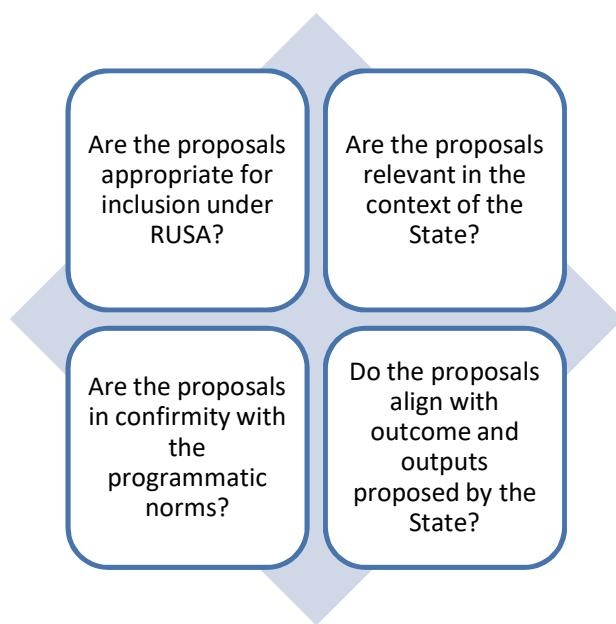 Are the proposals
appropriate for
inclusion under
RUSA?
Are the proposals
relevant in the
context of the
State?
Are the proposals
in confirmity with
the
programmatic
norms?
Do the proposals
align with
outcome and
outputs
proposed by the
State?